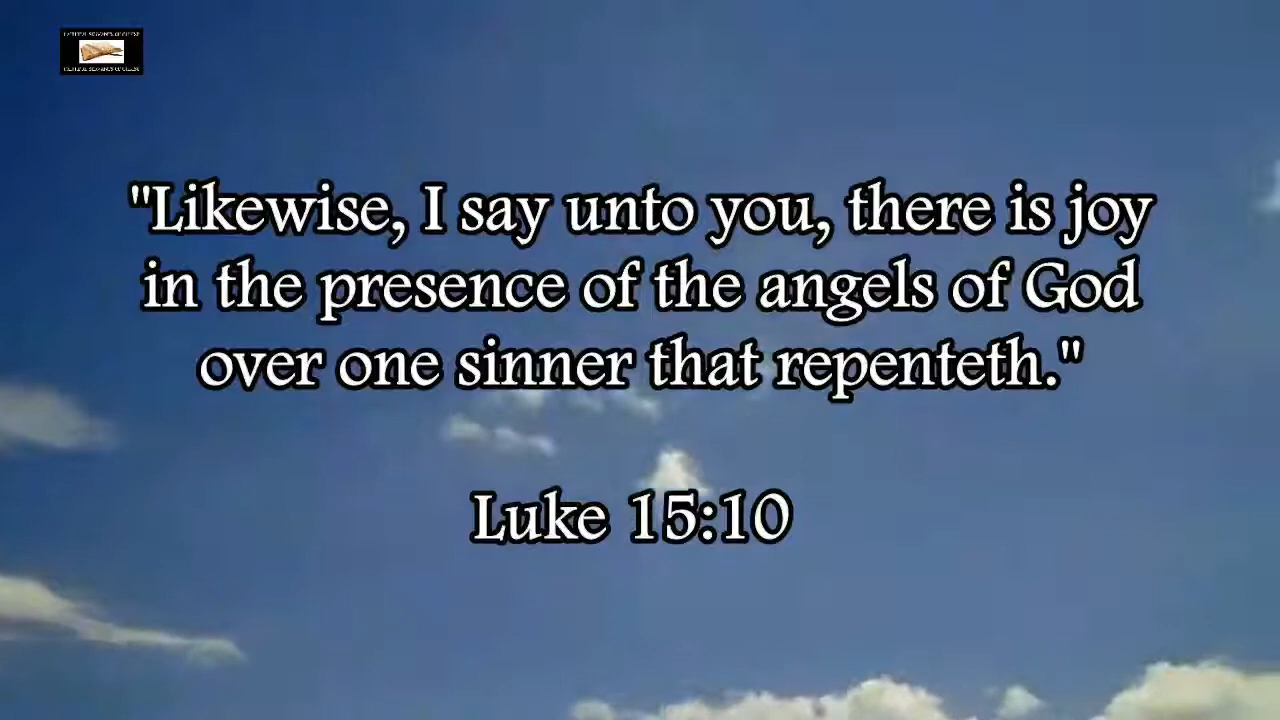 "Likewise, I say unto you, there is joy
in the presence of the angels of God
over one sinner that repenteth."
Luke 15:10